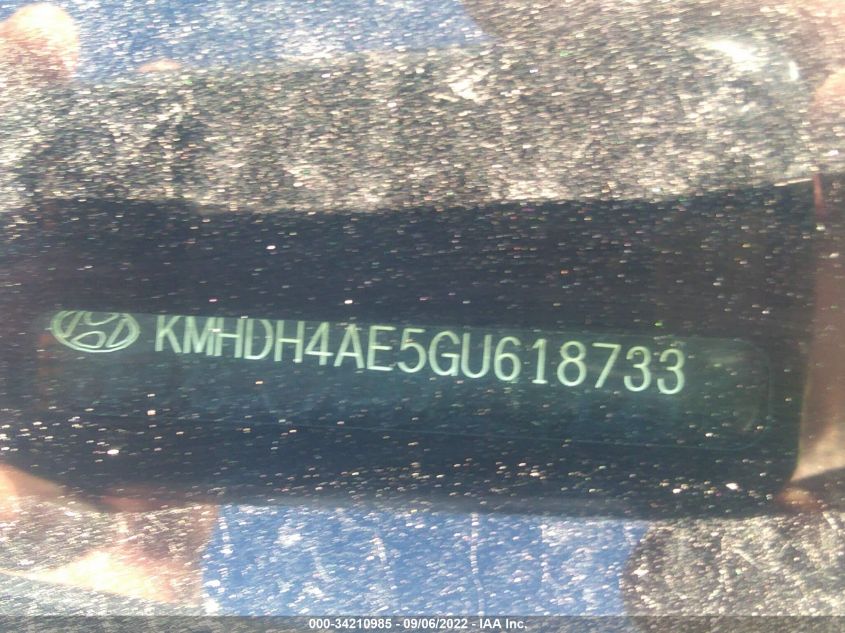 KMHDH4AE5GU618733
000-34210985 - 09/06/2022 - IAA Inc.